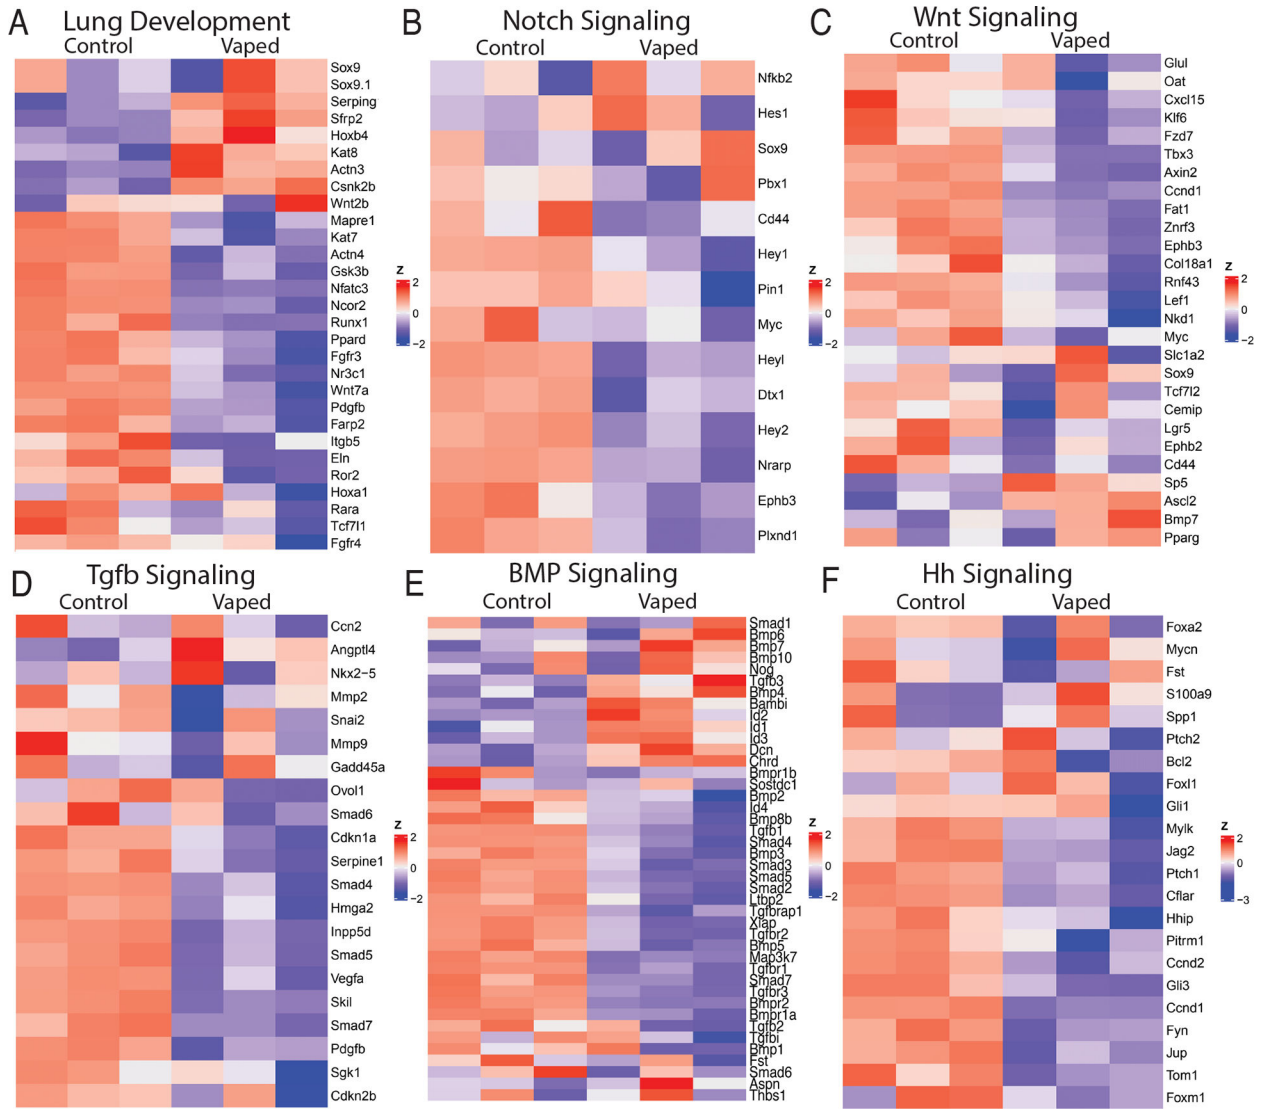 A
Lung Development
Control Vaped
Sox9
Sox9.1
Serping
Sfrp2
Hoxb4
Kat8
Actn3
Csnk2b
Wnt2b
Mapre1
Kat7
Actn4
Gsk3b
Nfatc3
Ncor2
Runx1
Ppard
Fgfr3
Nr3c1
Wnt7a
Pdgfb
Farp2
Itgb5
Eln
Ror2
Hoxa1
Rara
Tcf7l1
Fgfr4
z
2
0
−2
B
Notch Signaling
Control Vaped
Nfkb2
Hes1
Sox9
Pbx1
Cd44
Hey1
Pin1
Myc
Heyl
Dtx1
Hey2
Nrarp
Ephb3
Plxnd1
z
2
0
−2
C
Wnt Signaling
Control Vaped
Glul
Oat
Cxcl15
Klf6
Fzd7
Tbx3
Axin2
Ccnd1
Fat1
Znrf3
Ephb3
Col18a1
Rnf43
Lef1
Nkd1
Myc
Slc1a2
Sox9
Tcf7l2
Cemip
Lgr5
Ephb2
Cd44
Sp5
Ascl2
Bmp7
Pparg
z
2
0
−2
D
Tgfb Signaling
Control Vaped
Ccn2
Angptl4
Nkx2−5
Mmp2
Snai2
Mmp9
Gadd45a
Ovol1
Smad6
Cdkn1a
Serpine1
Smad4
Hmga2
Inpp5d
Smad5
Vegfa
Skil
Smad7
Pdgfb
Sgk1
Cdkn2b
z
2
0
−2
E
BMP Signaling
Control Vaped
Smad1
Bmp6
Bmp7
Bmp10
Nog
Tgfb3
Bmp4
Bambi
Id2
Id1
Id3
Dcn
Chrd
Bmpr1b
Sostdc1
Bmp2
Id4
Bmp8b
Tgfb1
Smad4
Bmp3
Smad3
Smad5
Smad2
Ltbp2
Tgfbrap1
Xiap
Tgfbr2
Bmp5
Map3k7
Tgfbr1
Smad7
Tgfbr3
Bmpr2
Bmpr1a
Tgfb2
Tgfbi
Bmp1
Fst
Smad6
Aspn
Thbs1
z
2
0
−2
F
Hh Signaling
Control Vaped
Foxa2
Mycn
Fst
S100a9
Spp1
Ptch2
Bcl2
Foxl1
Gli1
Mylk
Jag2
Ptch1
Cflar
Hhip
Pitrm1
Ccnd2
Gli3
Ccnd1
Fyn
Jup
Tom1
Foxm1
z
2
0
−3